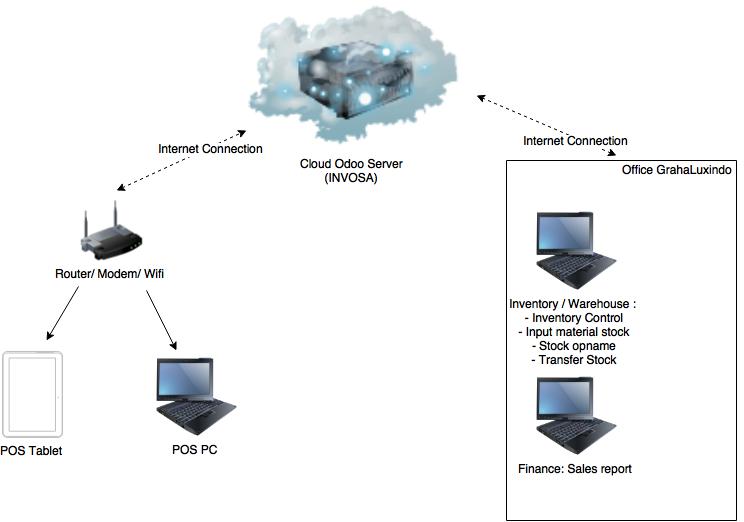 Cloud Odoo Server
(INVOSA)
Internet Connection
Internet Connection
Office GrahaLuxindo
Router/ Modem/ Wifi
POS Tablet
POS PC
Inventory / Warehouse :
- Inventory Control
- Input material stock
- Stock opname
- Transfer Stock
Finance: Sales report